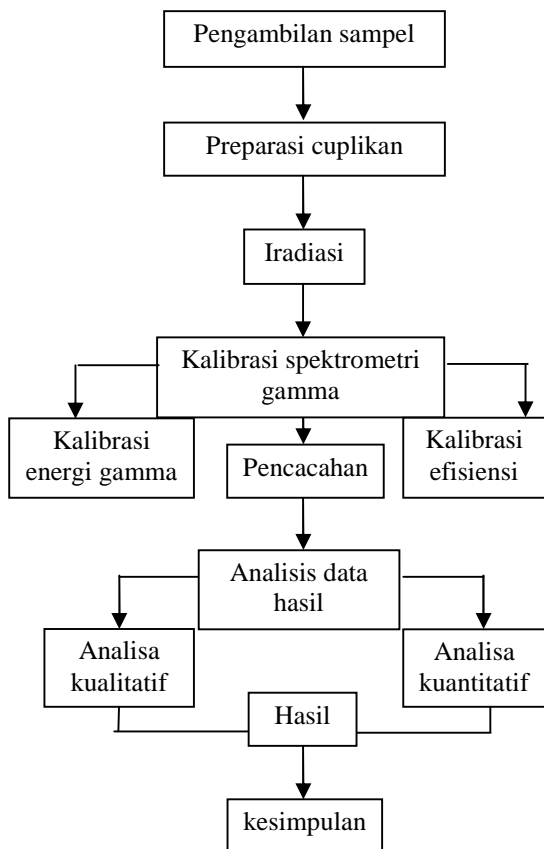 Pengambilan sampel
Preparasi cuplikan
Iradiasi
Kalibrasi spektrometri
gamma
Kalibrasi
energi gamma
Pencacahan
Kalibrasi
efisiensi
Analisis data
hasil
Analisa
kualitatif
Analisa
kuantitatif
Hasil
kesimpulan